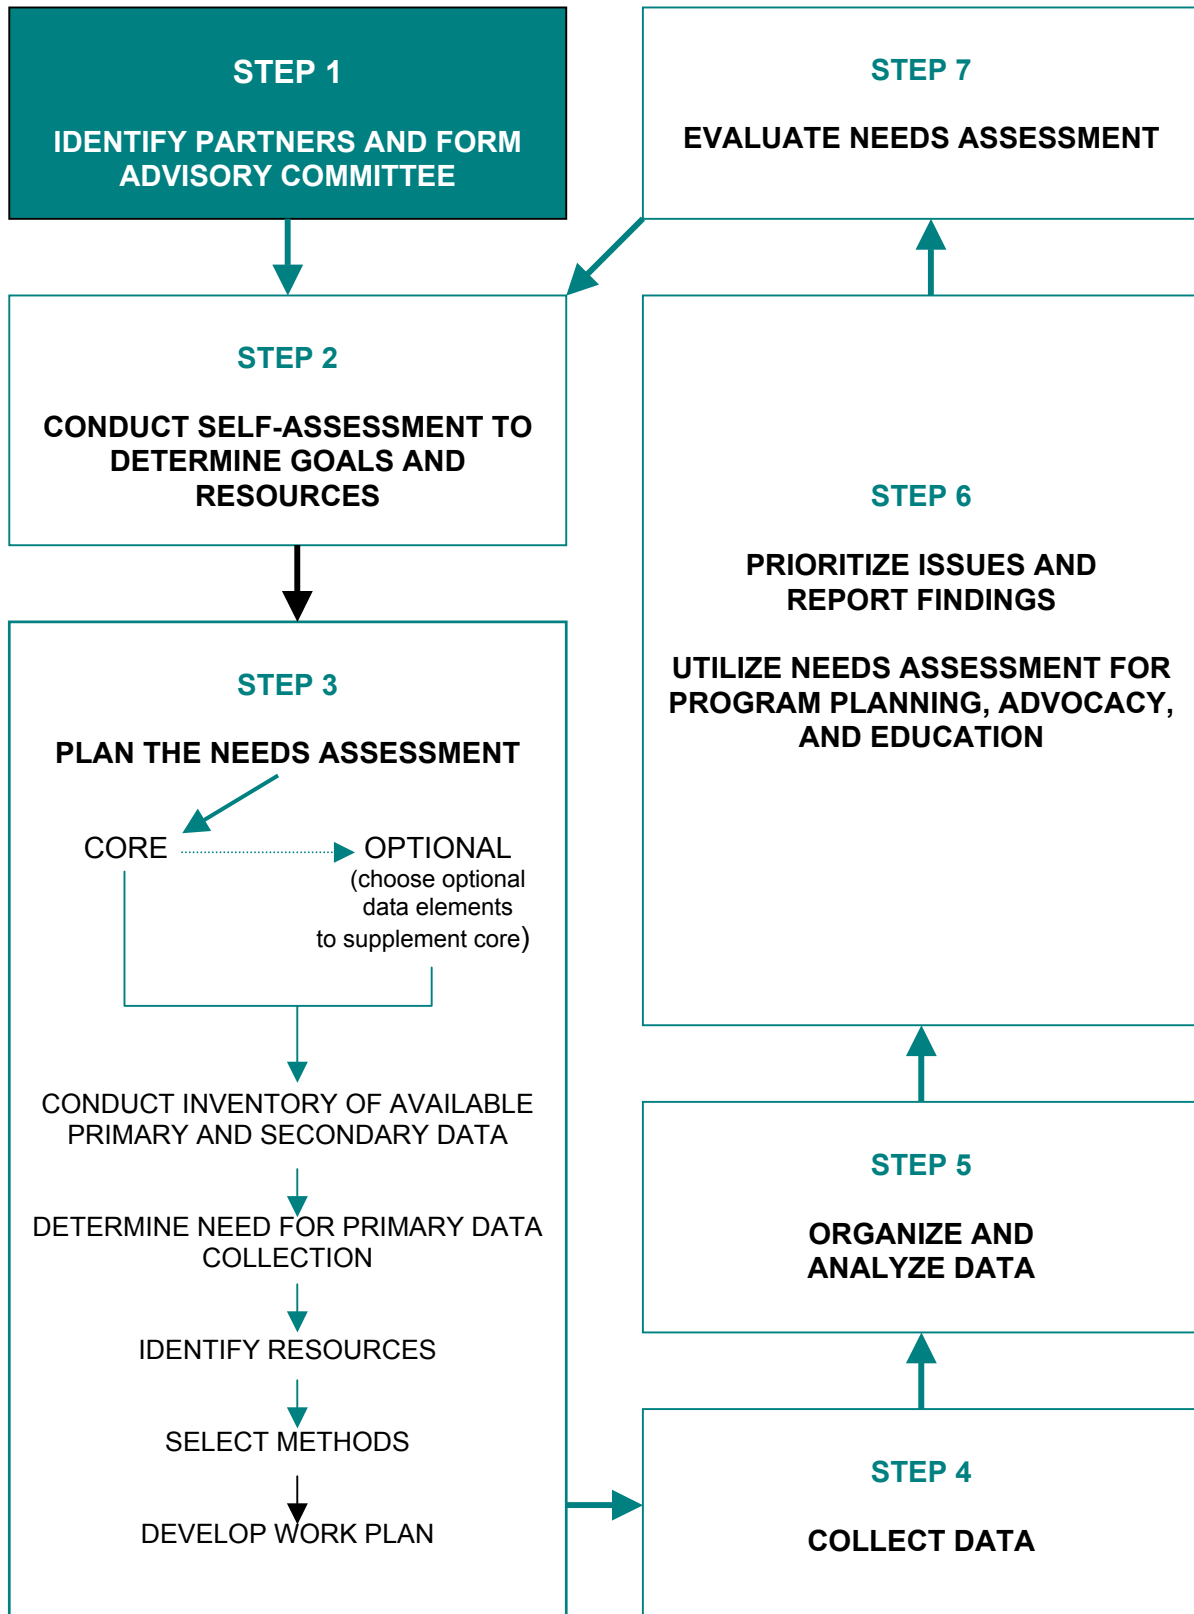 STEP 1
IDENTIFY PARTNERS AND FORM
ADVISORY COMMITTEE
STEP 2
CONDUCT SELF-ASSESSMENT TO
DETERMINE GOALS AND
RESOURCES
STEP 3
PLAN THE NEEDS ASSESSMENT
CORE
OPTIONAL
(choose optional
data elements
to supplement core)
CONDUCT INVENTORY OF AVAILABLE
PRIMARY AND SECONDARY DATA
DETERMINE NEED FOR PRIMARY DATA
COLLECTION
IDENTIFY RESOURCES
SELECT METHODS
DEVELOP WORK PLAN
STEP 4
COLLECT DATA
STEP 5
ORGANIZE AND
ANALYZE DATA
STEP 6
PRIORITIZE ISSUES AND
REPORT FINDINGS
UTILIZE NEEDS ASSESSMENT FOR
PROGRAM PLANNING, ADVOCACY,
AND EDUCATION
STEP 7
EVALUATE NEEDS ASSESSMENT